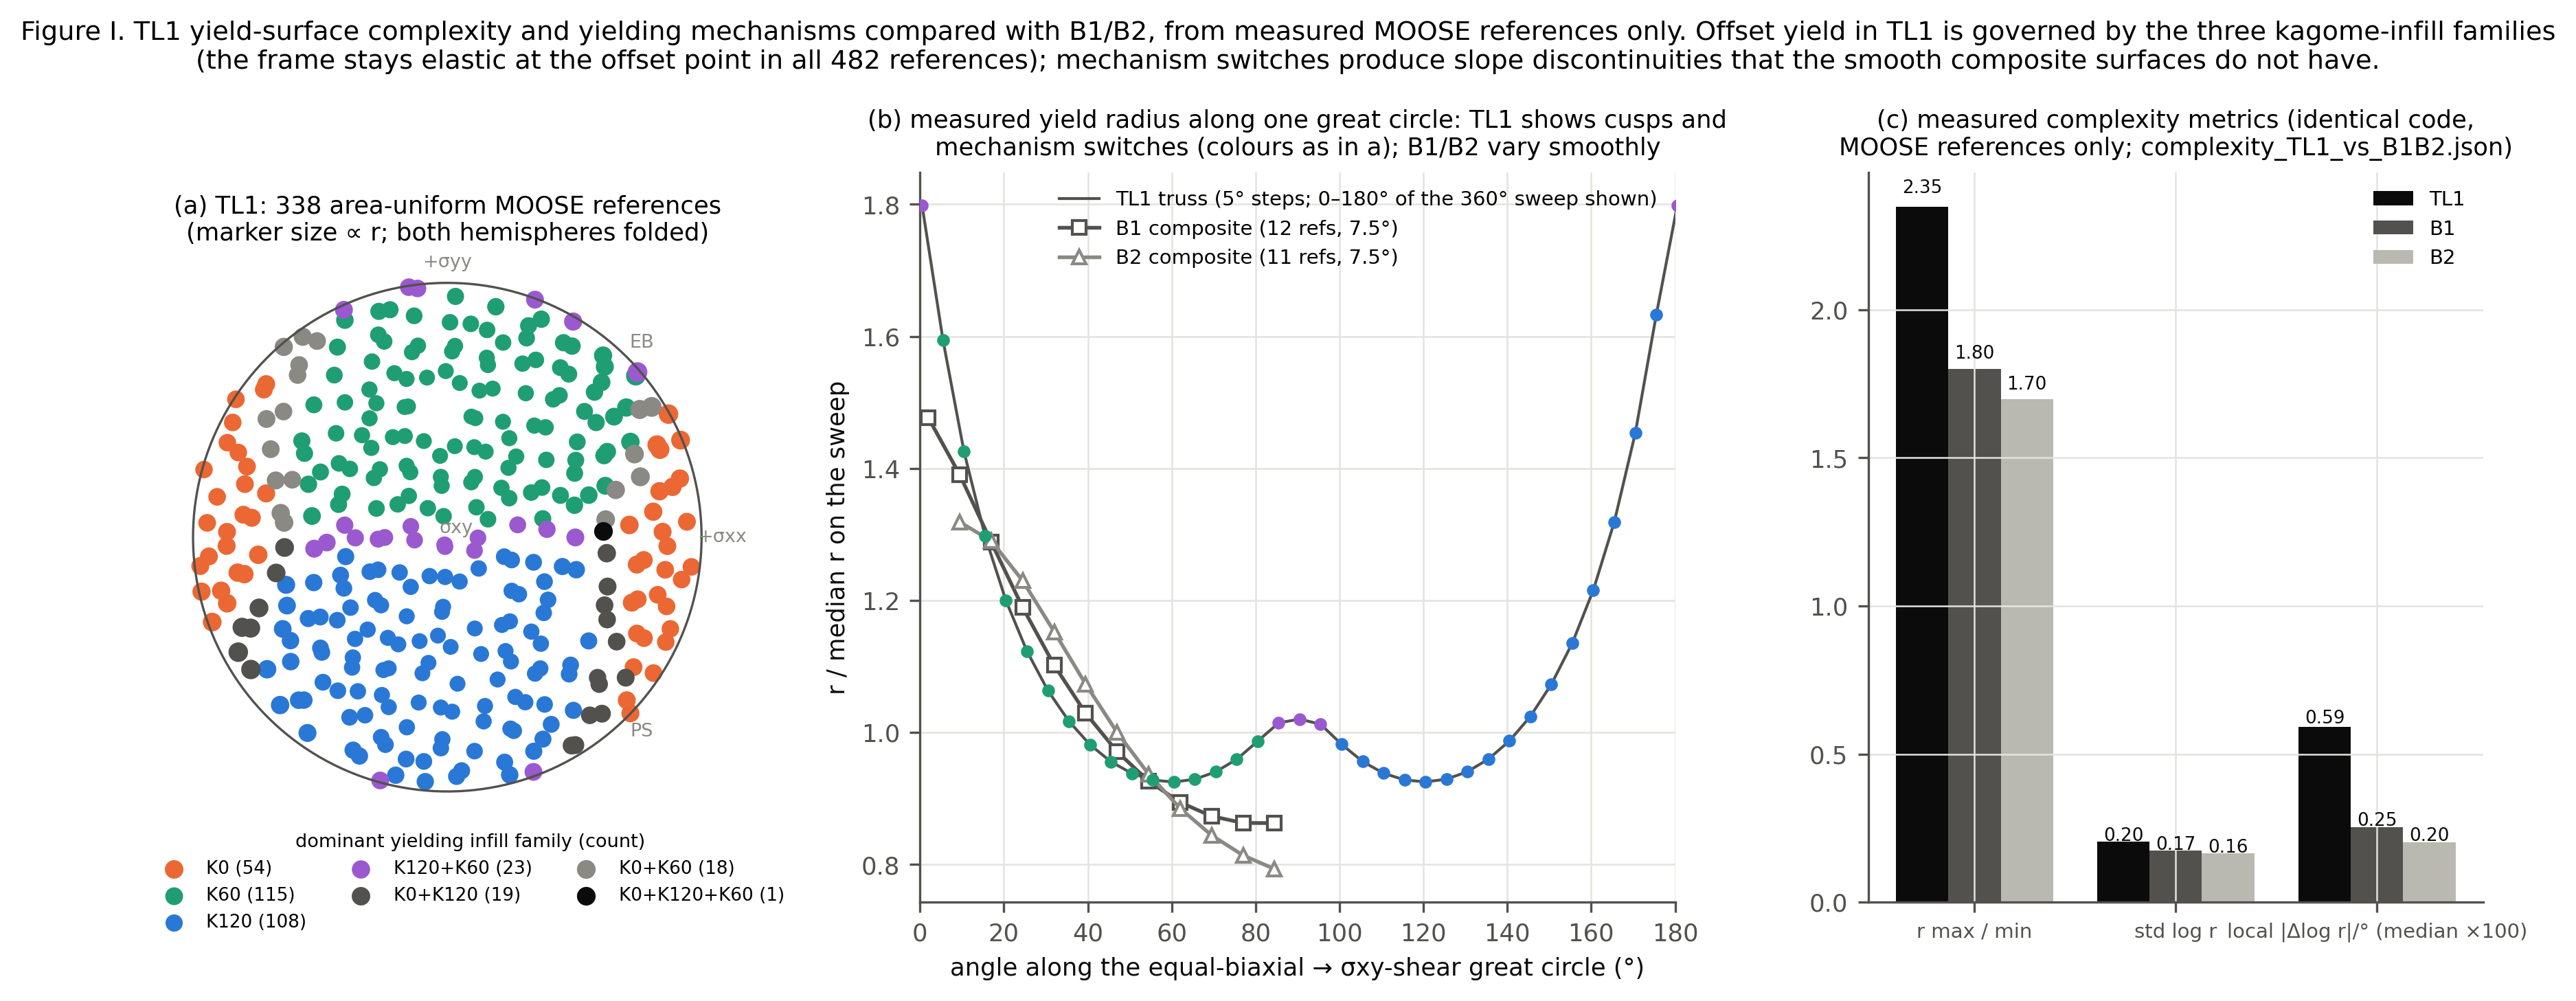 Figure I. TL1 yield-surface complexity and yielding mechanisms compared with B1/B2, from measured MOOSE references only. Offset yield in TL1 is governed by the three kagome-infill families
(the frame stays elastic at the offset point in all 482 references); mechanism switches produce slope discontinuities that the smooth composite surfaces do not have.
(a) TL1: 338 area-uniform MOOSE references
(marker size ∝ r; both hemispheres folded)
+σyy
EB
σxy
+σxx
PS
dominant yielding infill family (count)
K0 (54)
K60 (115)
K120 (108)
K120+K60 (23)
K0+K120 (19)
K0+K60 (18)
K0+K120+K60 (1)
(b) measured yield radius along one great circle: TL1 shows cusps and
mechanism switches (colours as in a); B1/B2 vary smoothly
TL1 truss (5° steps; 0–180° of the 360° sweep shown)
B1 composite (12 refs, 7.5°)
B2 composite (11 refs, 7.5°)
r / median r on the sweep
1.8
1.6
1.4
1.2
1.0
0.8
0 20 40 60 80 100 120 140 160 180
angle along the equal-biaxial → σxy-shear great circle (°)
(c) measured complexity metrics (identical code,
MOOSE references only; complexity_TL1_vs_B1B2.json)
TL1
B1
B2
2.0
1.5
1.0
0.5
0.0
2.35
1.80
1.70
0.20
0.17
0.16
0.59
0.25
0.20
r max / min
std log r
local |Δlog r|/° (median ×100)